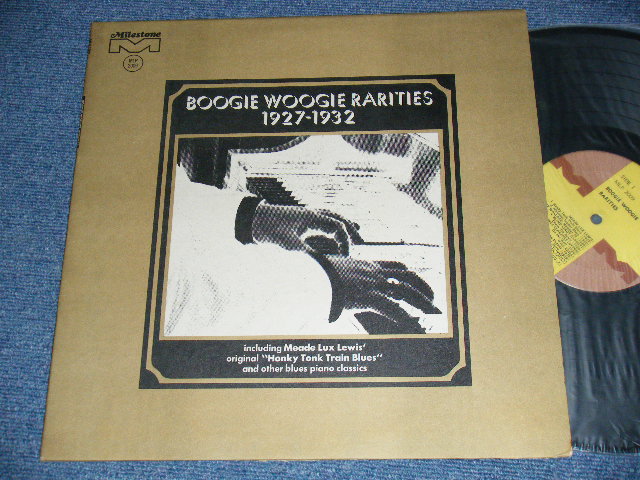 Milestone
M
BOOGIE WOOGIE RARITIES
1927-1932
including Meade Lux Lewis'
original "Honky Tonk Train Blues"
and other blues piano classics
BOOGIE WOOGIE
RARITIES